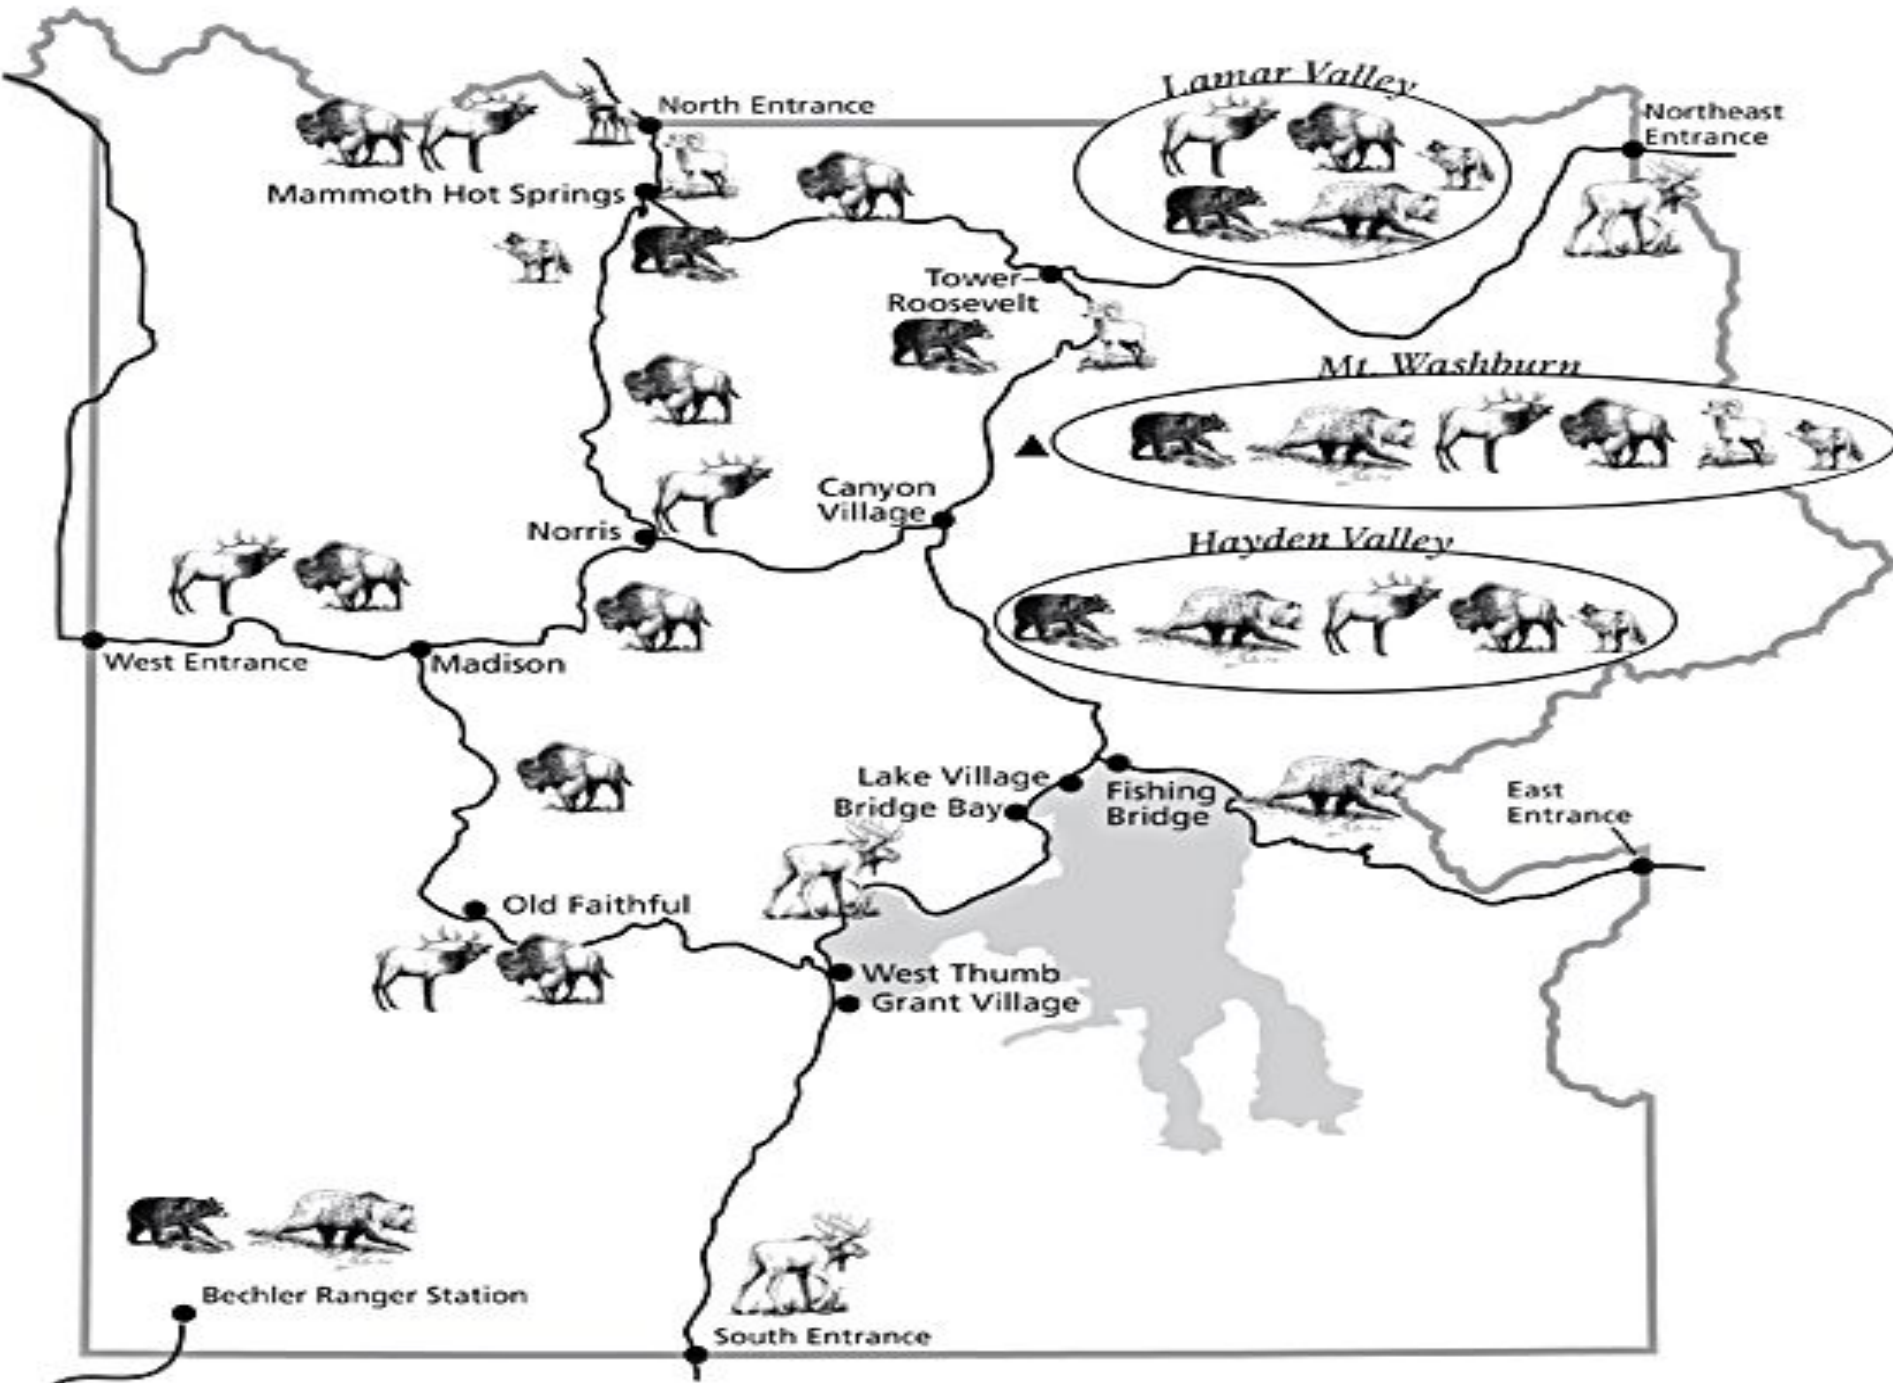 Lamar Valley
North Entrance
Northeast
Entrance
Mammoth Hot Springs
Tower–
Roosevelt
Mt. Washburn
Canyon
Village
Norris
Hayden Valley
West Entrance
Madison
Lake Village
Bridge Bay
Fishing
Bridge
East
Entrance
Old Faithful
West Thumb
Grant Village
Bechler Ranger Station
South Entrance